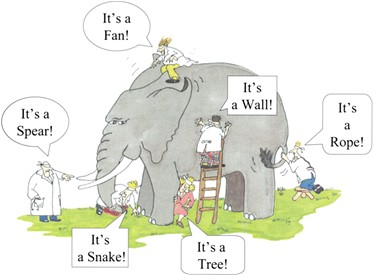 It's a
Fan!
It's
a Wall!
It's a
Spear!
It's
a
Rope!
It's
a Snake!
It's a
Tree!